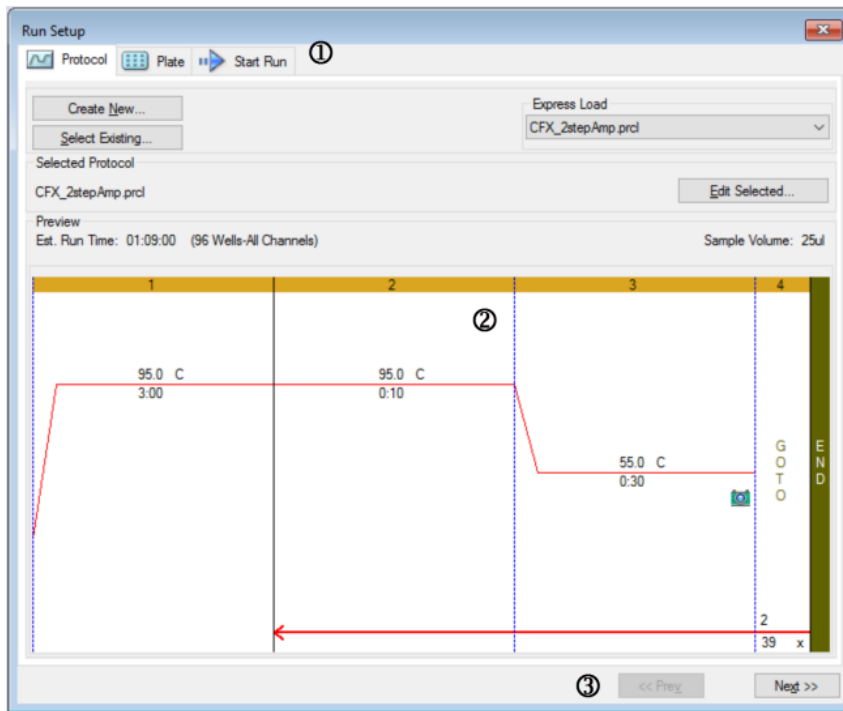 Run Setup
Protocol Plate Start Run ①
Create New...
Select Existing...
Express Load
CFX_2stepAmp.prcl
Selected Protocol
CFX_2stepAmp.prcl
Edit Selected...
Preview
Est. Run Time: 01:09:00 (96 Wells-All Channels) Sample Volume: 25ul
1 2 3 4
②
95.0 C
3:00
95.0 C
0:10
55.0 C
0:30
GOTO
END
2
39 x
③ << Prev Next >>